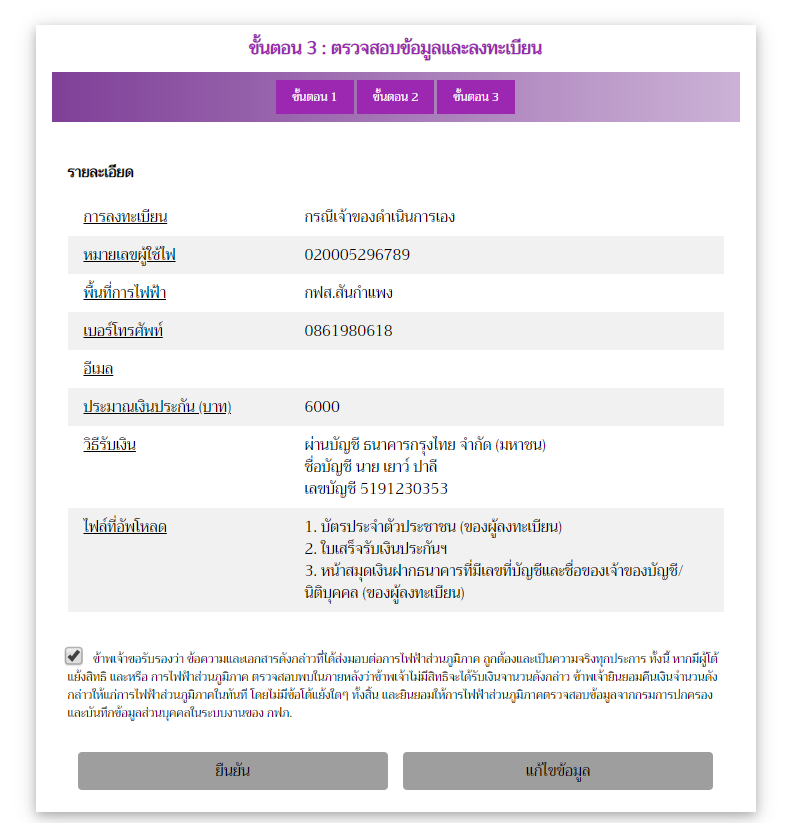 ขั้นตอน 3 : ตรวจสอบข้อมูลและลงทะเบียน
ขั้นตอน 1 ขั้นตอน 2 ขั้นตอน 3
รายละเอียด
การลงทะเบียน กรณีเจ้าของดำเนินการเอง
หมายเลขผู้ใช้ไฟ 020005296789
พื้นที่การไฟฟ้า กฟส.สันกำแพง
เบอร์โทรศัพท์ 0861980618
อีเมล
ประมาณเงินประกัน (บาท) 6000
วิธีรับเงิน ผ่านบัญชี ธนาคารกรุงไทย จำกัด (มหาชน)
ชื่อบัญชี นาย เยาว์ ปาลี
เลขบัญชี 5191230353
ไฟล์ที่อัพโหลด 1. บัตรประจำตัวประชาชน (ของผู้ลงทะเบียน)
2. ใบเสร็จรับเงินประกันฯ
3. หน้าสมุดเงินฝากธนาคารที่มีเลขที่บัญชีและชื่อของเจ้าของบัญชี/
นิติบุคคล (ของผู้ลงทะเบียน)
ข้าพเจ้าขอรับรองว่า ข้อความและเอกสารดังกล่าวที่ได้ส่งมอบต่อการไฟฟ้าส่วนภูมิภาค ถูกต้องและเป็นความจริงทุกประการ ทั้งนี้ หากมีผู้โต้
แย้งสิทธิ และหรือ การไฟฟ้าส่วนภูมิภาค ตรวจสอบพบในภายหลังว่าข้าพเจ้าไม่มีสิทธิจะได้รับเงินจานวนดังกล่าว ข้าพเจ้ายินยอมคืนเงินจำนวนดัง
กล่าวให้แก่การไฟฟ้าส่วนภูมิภาคในทันที โดยไม่มีข้อโต้แย้งใดๆ ทั้งสิ้น และยินยอมให้การไฟฟ้าส่วนภูมิภาคตรวจสอบข้อมูลจากกรมการปกครอง
และบันทึกข้อมูลส่วนบุคคลในระบบงานของ กฟภ.
ยืนยัน แก้ไขข้อมูล